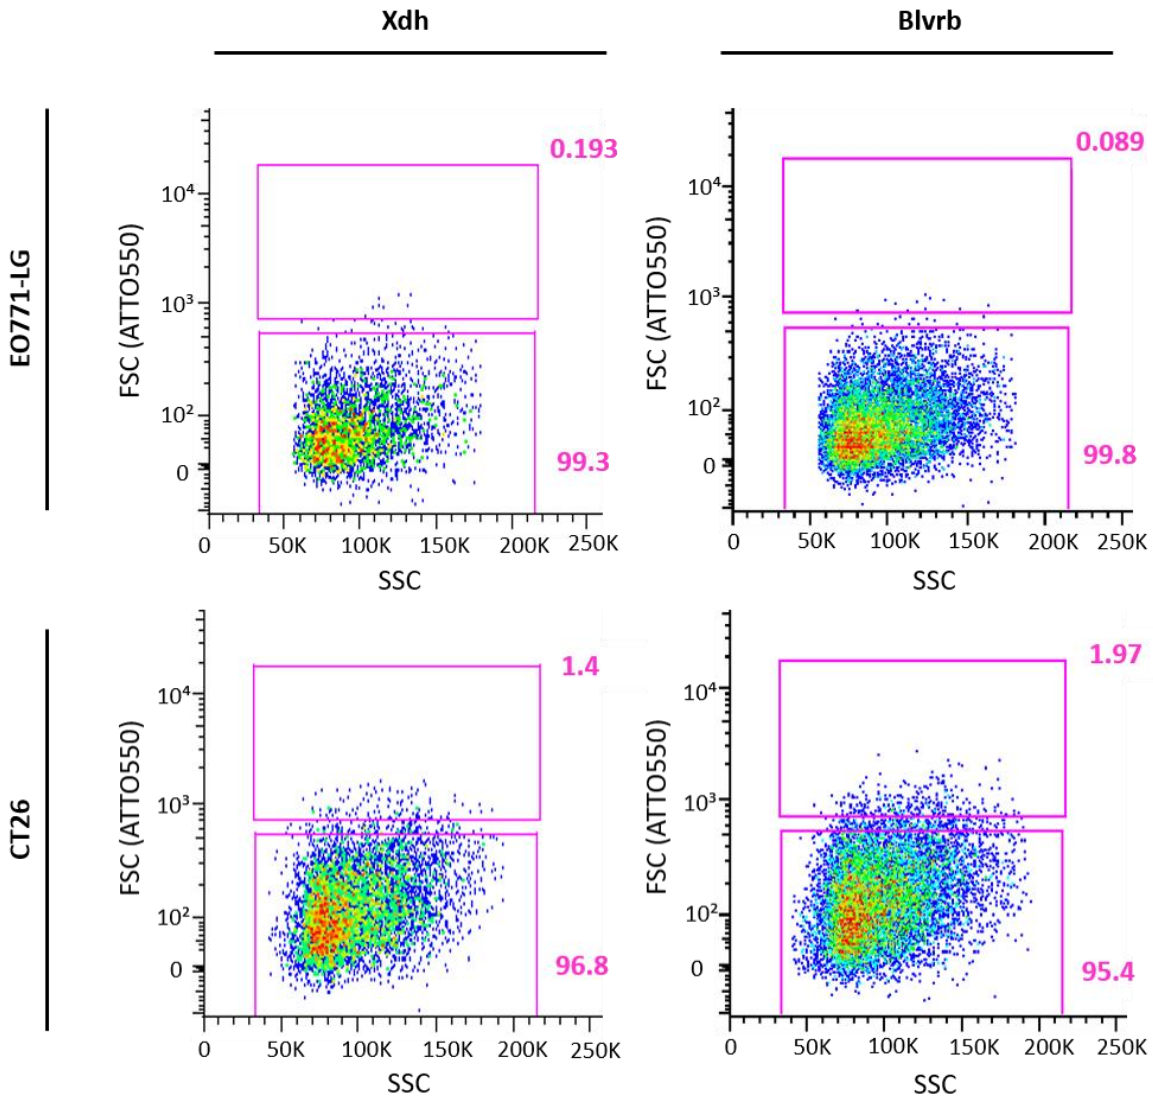 Xdh
Blvrb
EO771-LG
FSC (ATTO550)
10⁴
10³
10²
0
0.193
99.3
0 50K 100K 150K 200K 250K
SSC
FSC (ATTO550)
10⁴
10³
10²
0
0.089
99.8
0 50K 100K 150K 200K 250K
SSC
CT26
FSC (ATTO550)
10⁴
10³
10²
0
1.4
96.8
0 50K 100K 150K 200K 250K
SSC
FSC (ATTO550)
10⁴
10³
10²
0
1.97
95.4
0 50K 100K 150K 200K 250K
SSC